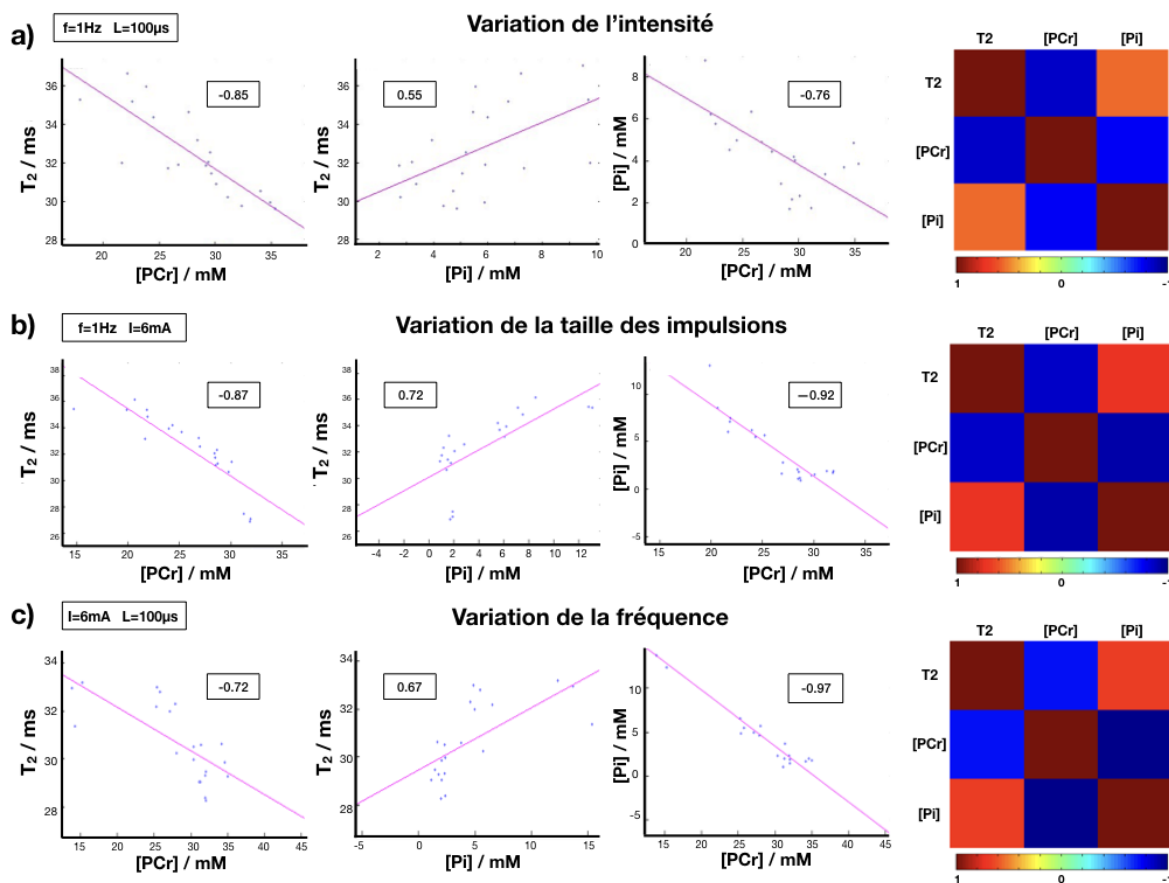 a)
f=1Hz L=100µs
Variation de l'intensité
T2 / ms
36
34
32
30
28
-0.85
20 25 30 35
[PCr] / mM
T2 / ms
36
34
32
30
28
0.55
2 4 6 8 10
[Pi] / mM
[Pi] / mM
8
6
4
2
0
-0.76
20 25 30 35
[PCr] / mM
T2 [PCr] [Pi]
T2
[PCr]
[Pi]
1 0 -1
b)
f=1Hz I=6mA
Variation de la taille des impulsions
T2 / ms
38
36
34
32
30
28
26
-0.87
15 20 25 30 35
[PCr] / mM
T2 / ms
38
36
34
32
30
28
26
0.72
-4 -2 0 2 4 6 8 10 12
[Pi] / mM
[Pi] / mM
10
5
0
-5
—0.92
15 20 25 30 35
[PCr] / mM
T2 [PCr] [Pi]
T2
[PCr]
[Pi]
1 0 -1
c)
I=6mA L=100µs
Variation de la fréquence
T2 / ms
34
32
30
28
-0.72
15 20 25 30 35 40 45
[PCr] / mM
T2 / ms
34
32
30
28
0.67
-5 0 5 10 15
[Pi] / mM
[Pi] / mM
10
5
0
-5
-0.97
15 20 25 30 35 40 45
[PCr] / mM
T2 [PCr] [Pi]
T2
[PCr]
[Pi]
1 0 -1